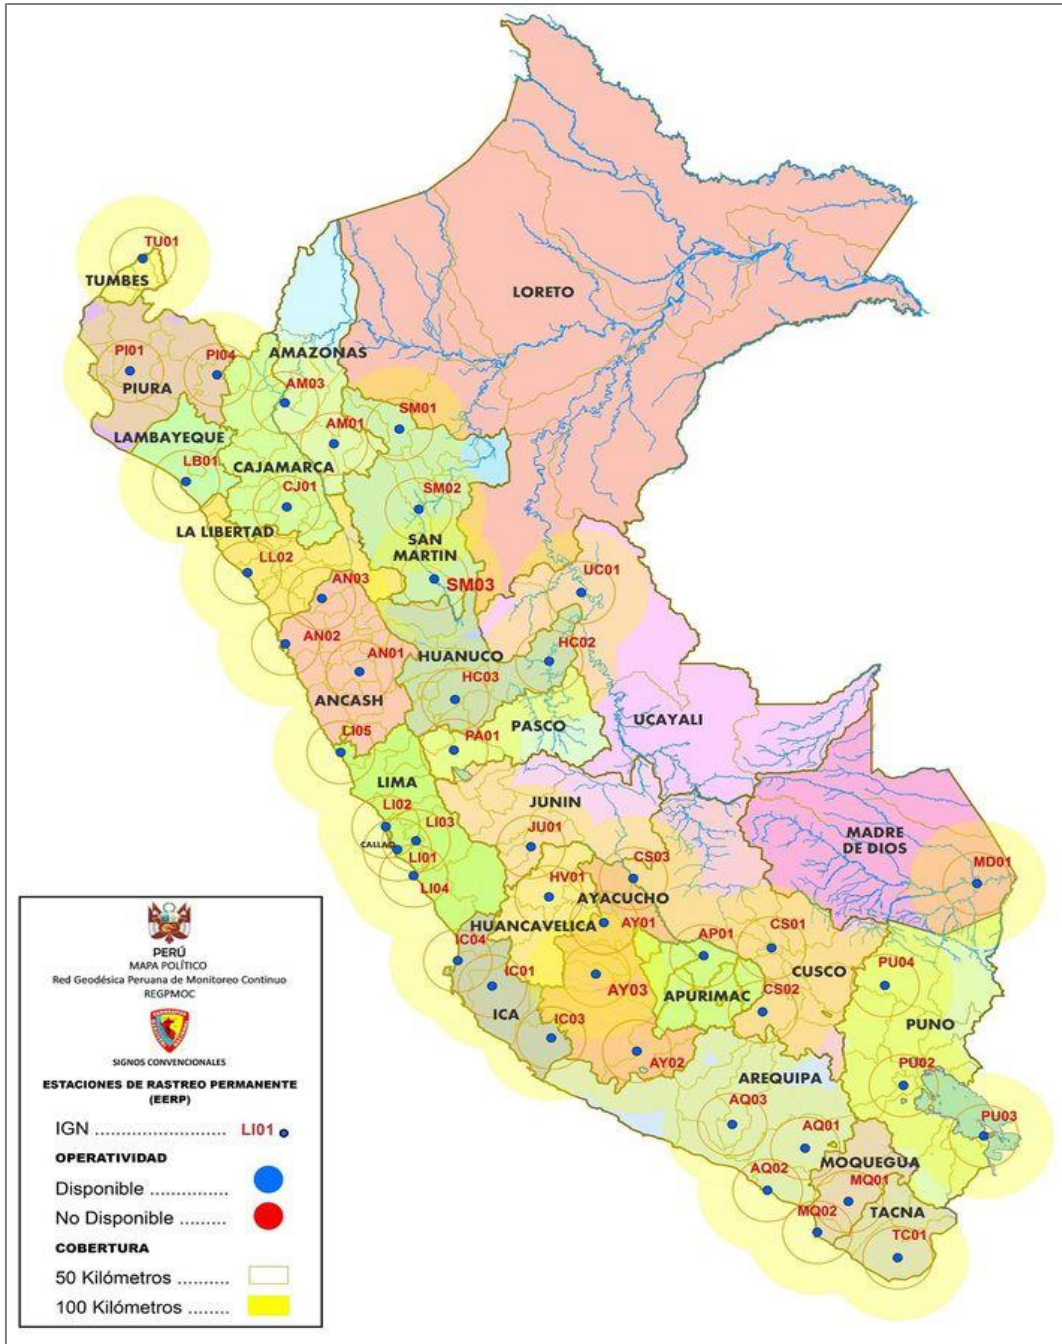 TU01
TUMBES
LORETO
PI01
PI04
PIURA
AMAZONAS
AM03
AM01
SM01
LAMBAYEQUE
LB01
CAJAMARCA
CJ01
SM02
LA LIBERTAD
SAN
MARTIN
LL02
AN03
SM03
UC01
AN02
AN01
HUANUCO
HC02
HC03
ANCASH
PASCO
UCAYALI
LI05
PA01
LIMA
JUNIN
LI02
LI03
CALLAO
LI01
JU01
LI04
MADRE
DE DIOS
MD01
HV01
CS03
AYACUCHO
HUANCAVELICA
AY01
AP01
CS01
IC04
IC01
AY03
APURIMAC
CS02
CUSCO
PU04
ICA
IC03
AY02
PUNO
AREQUIPA
PU02
AQ03
AQ01
PU03
AQ02
MOQUEGUA
MQ01
MQ02
TACNA
TC01
PERÚ
MAPA POLÍTICO
Red Geodésica Peruana de Monitoreo Continuo
REGPMOC
SIGNOS CONVENCIONALES
ESTACIONES DE RASTREO PERMANENTE
(EERP)
IGN .......................... LI01
OPERATIVIDAD
Disponible ...............
No Disponible .........
COBERTURA
50 Kilómetros ..........
100 Kilómetros ........